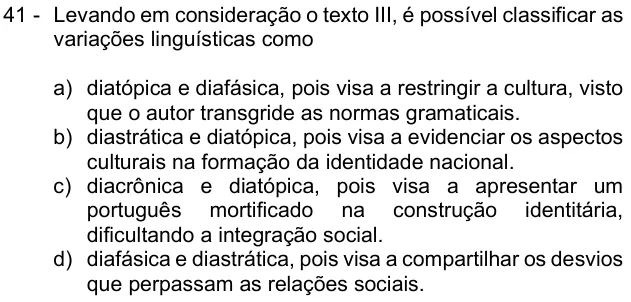 41 - Levando em consideração o texto III, é possível classificar as
variações linguísticas como
a) diatópica e diafásica, pois visa a restringir a cultura, visto
que o autor transgride as normas gramaticais.
b) diastrática e diatópica, pois visa a evidenciar os aspectos
culturais na formação da identidade nacional.
c) diacrônica e diatópica, pois visa a apresentar um
português mortificado na construção identitária,
dificultando a integração social.
d) diafásica e diastrática, pois visa a compartilhar os desvios
que perpassam as relações sociais.